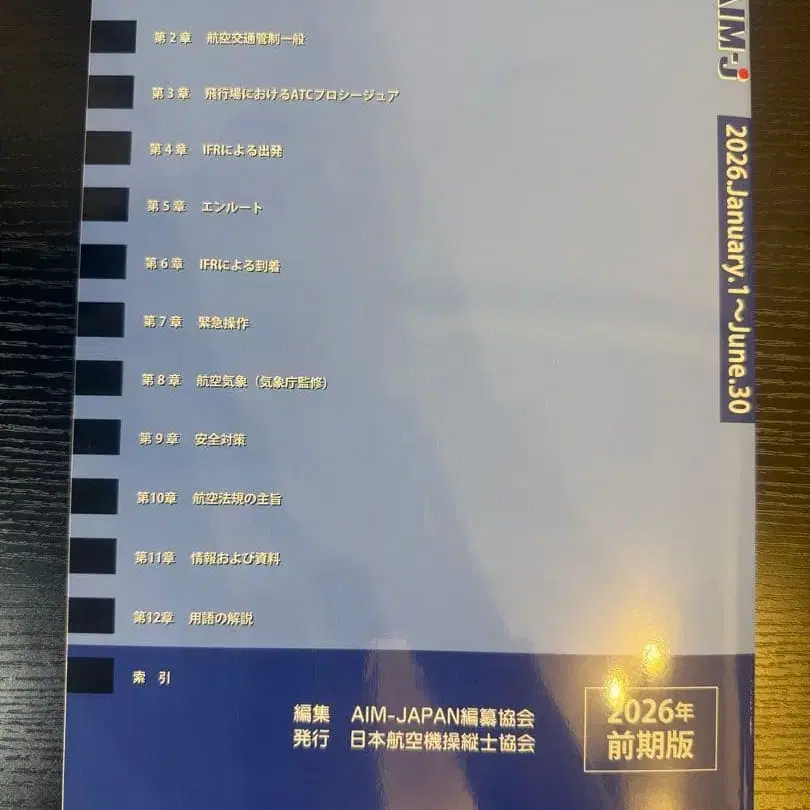 第2章 航空交通管制一般
第3章 飛行場におけるATCプロシージュア
第4章 IFRによる出発
第5章 エンルート
第6章 IFRによる到着
第7章 緊急操作
第8章 航空気象（気象庁監修）
第9章 安全対策
第10章 航空法規の主旨
第11章 情報および資料
第12章 用語の解説
索 引
編集 AIM-JAPAN編纂協会
発行 日本航空機操縦士協会
2026年
前期版
AIM-J
2026.January.1～June.30